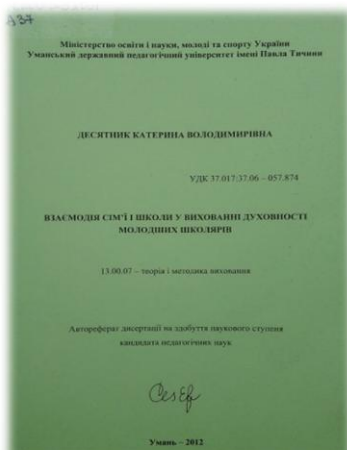 А37
Міністерство освіти і науки, молоді та спорту України
Уманський державний педагогічний університет імені Павла Тичини
ДЕСЯТНИК КАТЕРИНА ВОЛОДИМИРІВНА
УДК 37.017:37.06 – 057.874
ВЗАЄМОДІЯ СІМ'Ї І ШКОЛИ У ВИХОВАННІ ДУХОВНОСТІ
МОЛОДШИХ ШКОЛЯРІВ
13.00.07 – теорія і методика виховання
Автореферат дисертації на здобуття наукового ступеня
кандидата педагогічних наук
Умань – 2012